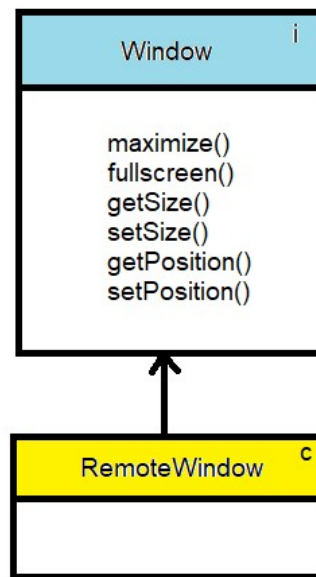 Window
i
maximize()
fullscreen()
getSize()
setSize()
getPosition()
setPosition()
RemoteWindow
c